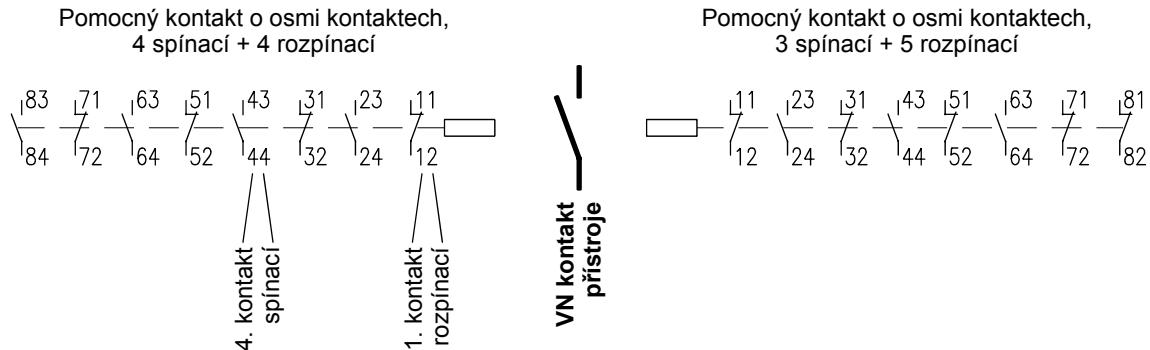 Pomocný kontakt o osmi kontaktech,
4 spínací + 4 rozpínací
83 71 63 51 43 31 23 11
84 72 64 52 44 32 24 12
4. kontakt
spínací
1. kontakt
rozpínací
VN kontakt
přístroje
Pomocný kontakt o osmi kontaktech,
3 spínací + 5 rozpínací
11 23 31 43 51 63 71 81
12 24 32 44 52 64 72 82